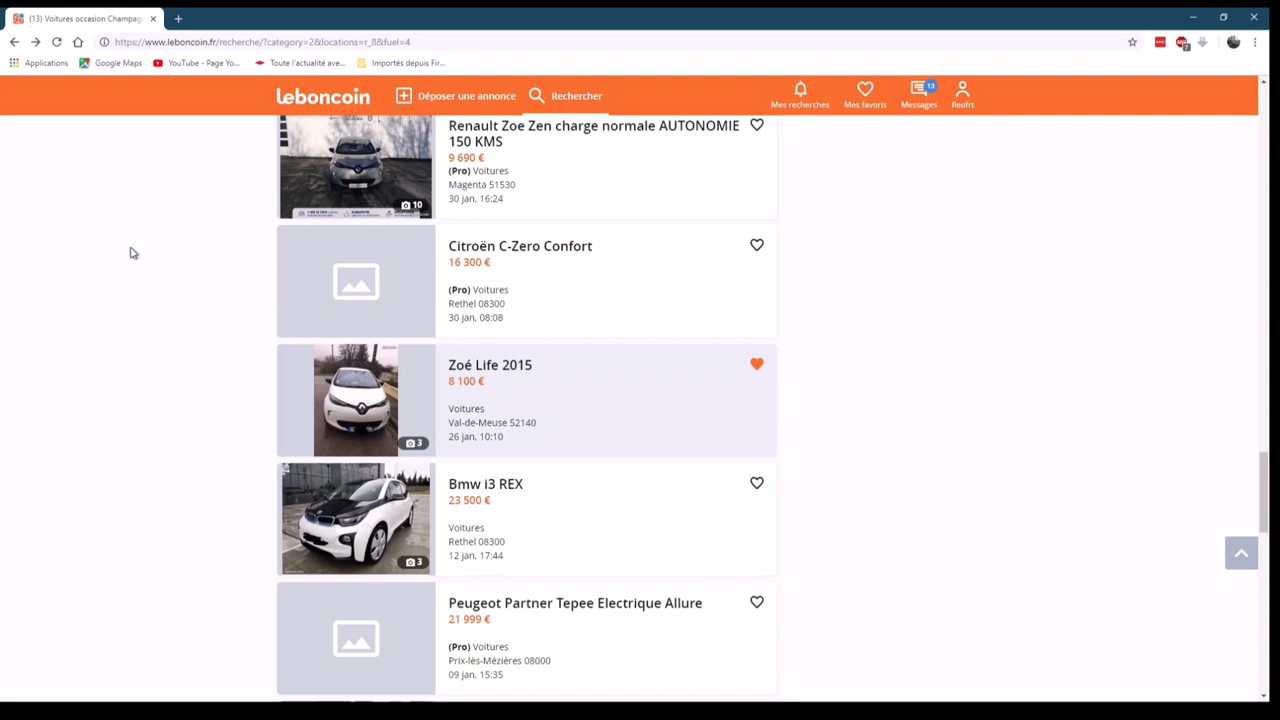 (13) Voitures occasion Champag
https://www.leboncoin.fr/recherche/?category=2&locations=r_8&fuel=4
Applications
Google Maps
YouTube - Page Yo...
Toute l'actualité ave...
Importés depuis Fir...
leboncoin
Déposer une annonce
Rechercher
Mes recherches
Mes favoris
13
Messages
Reofrt
Renault Zoe Zen charge normale AUTONOMIE
150 KMS
9 690 €
(Pro) Voitures
Magenta 51530
30 jan, 16:24
10
Citroën C-Zero Confort
16 300 €
(Pro) Voitures
Rethel 08300
30 jan, 08:08
Zoé Life 2015
8 100 €
Voitures
Val-de-Meuse 52140
26 jan, 10:10
3
Bmw i3 REX
23 500 €
Voitures
Rethel 08300
12 jan, 17:44
3
Peugeot Partner Tepee Electrique Allure
21 999 €
(Pro) Voitures
Prix-lès-Mézières 08000
09 jan, 15:35